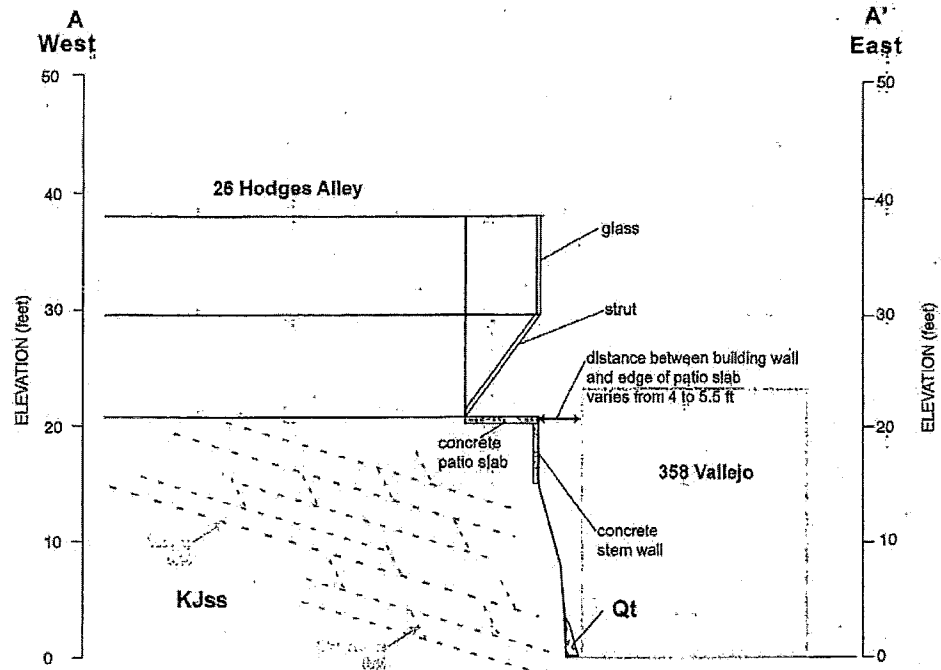 A
West
A'
East
50
40
30
20
10
0
ELEVATION (feet)
50
40
30
20
10
0
ELEVATION (feet)
26 Hodges Alley
glass
strut
distance between building wall
and edge of patio slab
varies from 4 to 5.5 ft
concrete
patio slab
358 Vallejo
concrete
stem wall
KJss
Qt